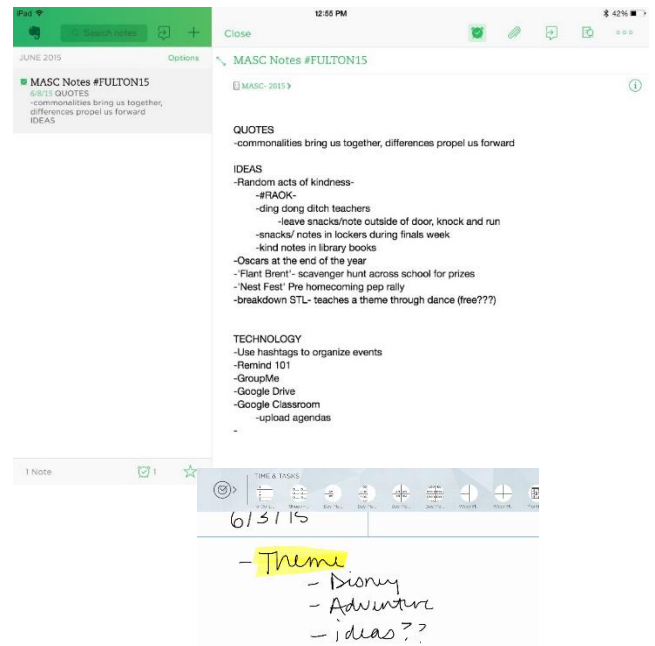 iPad
12:55 PM
42%
Search notes
Close
JUNE 2015
Options
MASC Notes #FULTON15
6/8/15 QUOTES
-commonalities bring us together,
differences propel us forward
IDEAS
MASC Notes #FULTON15
MASC- 2015
QUOTES
-commonalities bring us together, differences propel us forward
IDEAS
-Random acts of kindness-
-#RAOK-
-ding dong ditch teachers
-leave snacks/note outside of door, knock and run
-snacks/ notes in lockers during finals week
-kind notes in library books
-Oscars at the end of the year
-'Flant Brent'- scavenger hunt across school for prizes
-'Nest Fest' Pre homecoming pep rally
-breakdown STL- teaches a theme through dance (free???)
TECHNOLOGY
-Use hashtags to organize events
-Remind 101
-GroupMe
-Google Drive
-Google Classroom
-upload agendas
-
1 Note
1
TIME & TASKS
6/3/15
- Theme
- Disney
- Adventure
- ideas??